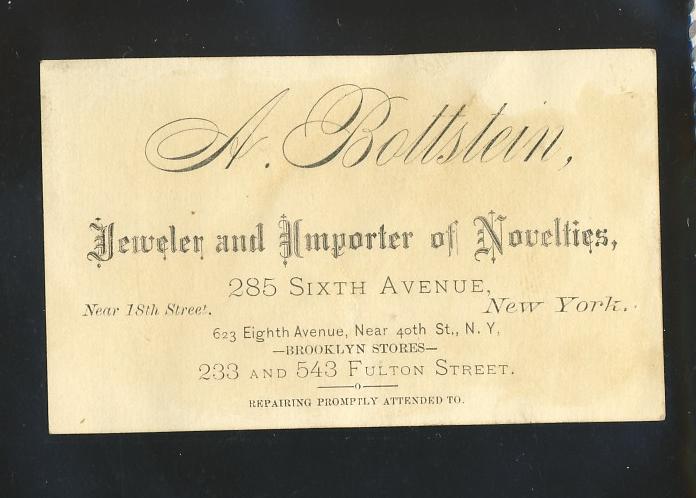 A. Bottstein,
Jeweler and Importer of Novelties,
285 Sixth Avenue,
Near 18th Street. New York.
623 Eighth Avenue, Near 40th St., N. Y.
—BROOKLYN STORES—
233 and 543 Fulton Street.
REPAIRING PROMPTLY ATTENDED TO.